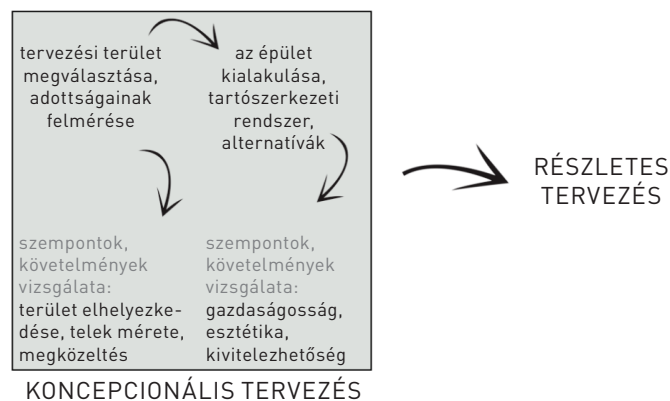 tervezési terület
megválasztása,
adottságainak
felmérése
az épület
kialakulása,
tartószerkezeti
rendszer,
alternatívák
szempontok,
követelmények
vizsgálata:
terület elhelyezke-
dése, telek mérete,
megközeltés
szempontok,
követelmények
vizsgálata:
gazdaságosság,
esztétika,
kivitelezhetőség
RÉSZLETES
TERVEZÉS
KONCEPCIONÁLIS TERVEZÉS